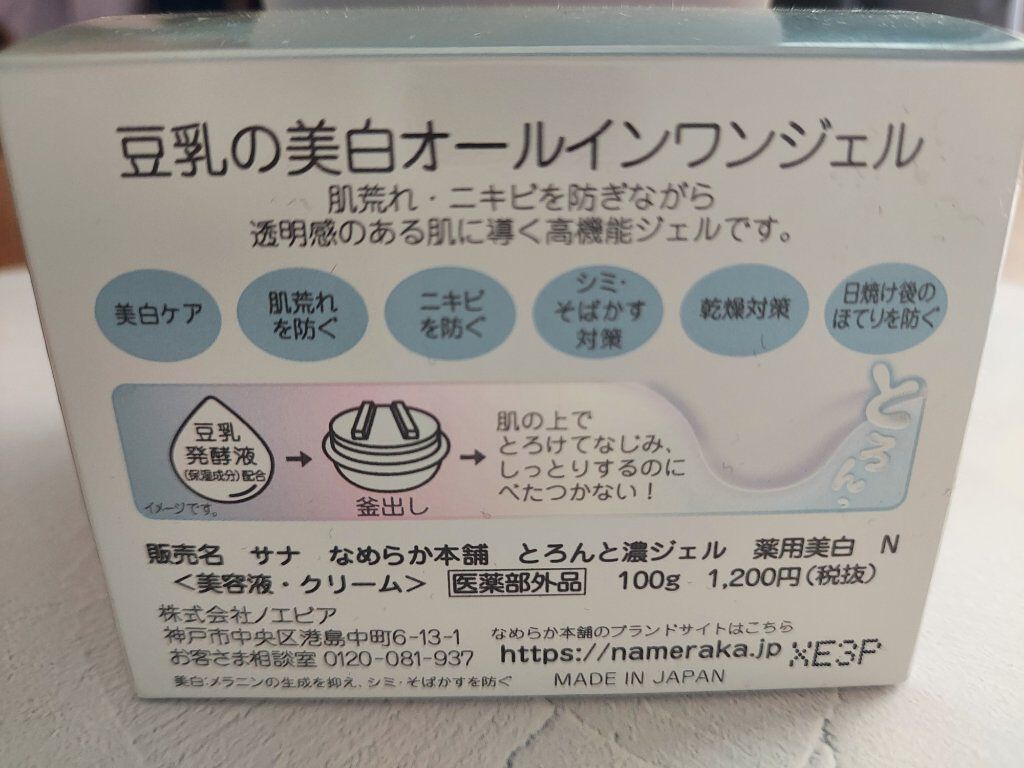 豆乳の美白オールインワンジェル
肌荒れ・ニキビを防ぎながら
透明感のある肌に導く高機能ジェルです。
美白ケア
肌荒れ
を防ぐ
ニキビ
を防ぐ
シミ・
そばかす
対策
乾燥対策
日焼け後の
ほてりを防ぐ
豆乳
発酵液
(保湿成分)配合
イメージです。
釜出し
肌の上で
とろけてなじみ、
しっとりするのに
べたつかない!
とろん。
販売名 サナ なめらか本舗 とろんと濃ジェル 薬用美白 N
<美容液・クリーム> 医薬部外品 100g 1,200円(税抜)
株式会社ノエビア
神戸市中央区港島中町6-13-1
お客さま相談室 0120-081-937
なめらか本舗のブランドサイトはこちら
https://nameraka.jp
XE3P
美白:メラニンの生成を抑え、シミ・そばかすを防ぐ
MADE IN JAPAN